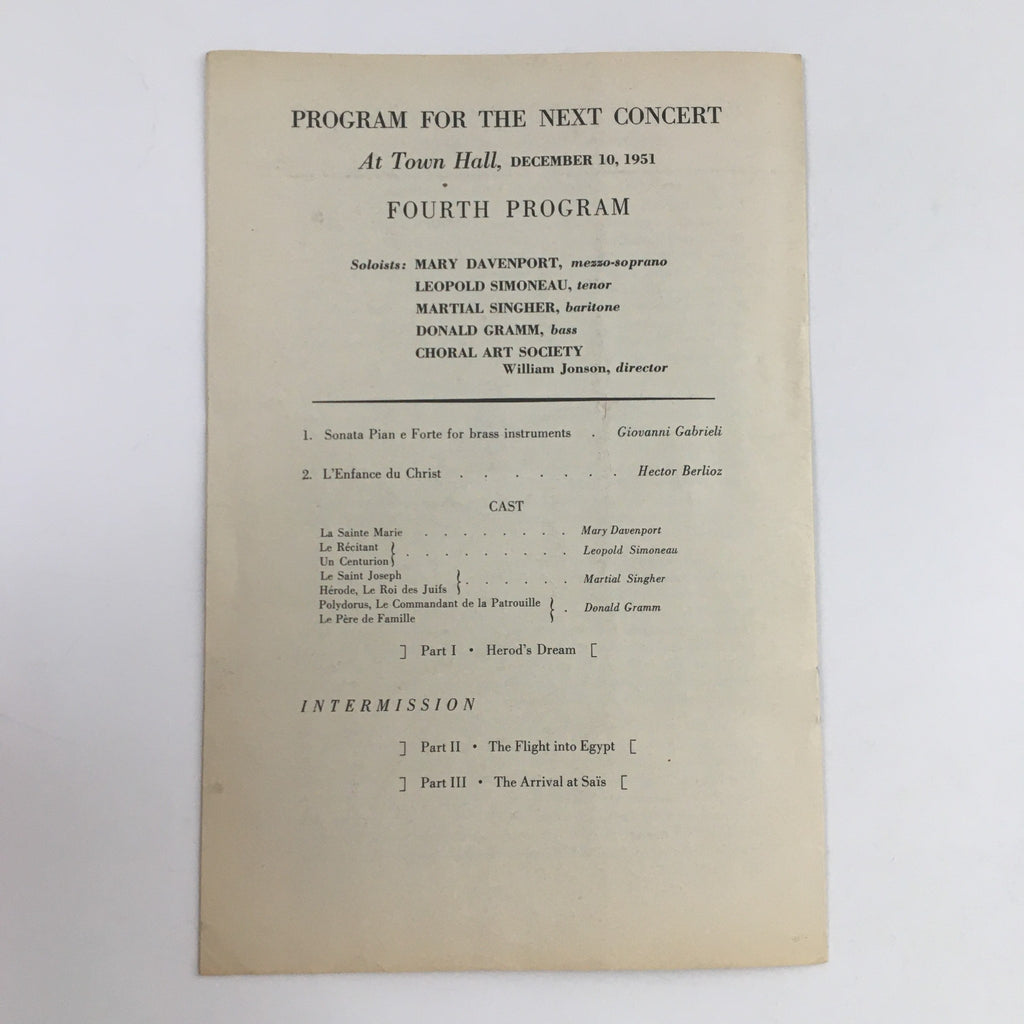 PROGRAM FOR THE NEXT CONCERT
At Town Hall, DECEMBER 10, 1951
FOURTH PROGRAM
Soloists: MARY DAVENPORT, mezzo-soprano
LEOPOLD SIMONEAU, tenor
MARTIAL SINGHER, baritone
DONALD GRAMM, bass
CHORAL ART SOCIETY
William Jonson, director
1. Sonata Pian e Forte for brass instruments . Giovanni Gabrieli
2. L'Enfance du Christ . . . . . . . Hector Berlioz
CAST
La Sainte Marie . . . . . . . . Mary Davenport
Le Récitant
Un Centurion } . . . . . . . . . Leopold Simoneau
Le Saint Joseph
Hérode, Le Roi des Juifs } . . . . . . Martial Singher
Polydorus, Le Commandant de la Patrouille
Le Père de Famille } . Donald Gramm
] Part I • Herod's Dream [
INTERMISSION
] Part II • The Flight into Egypt [
] Part III • The Arrival at Saïs [